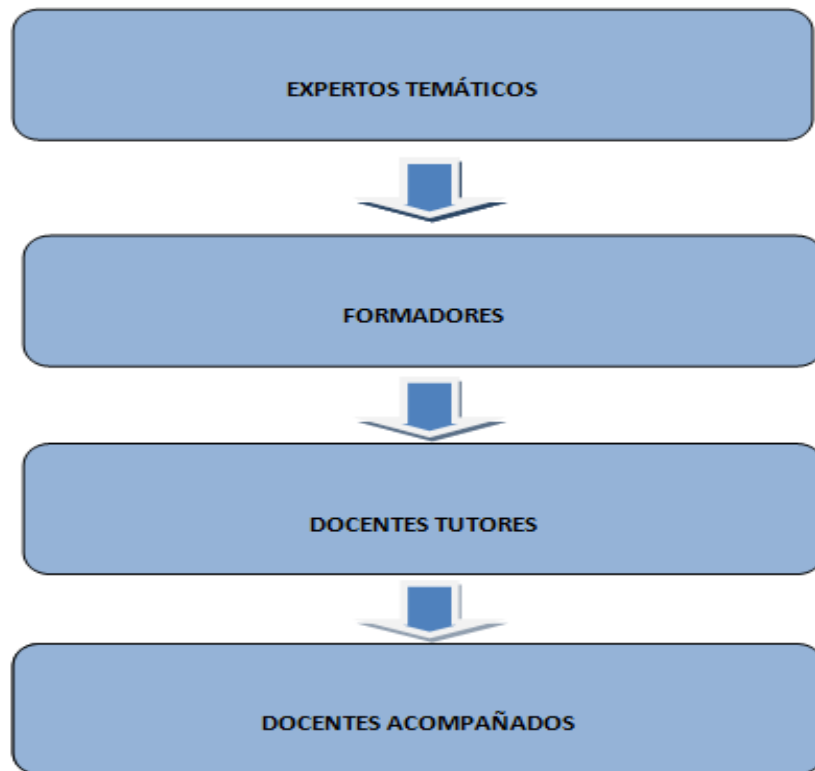 EXPERTOS TEMÁTICOS
FORMADORES
DOCENTES TUTORES
DOCENTES ACOMPAÑADOS